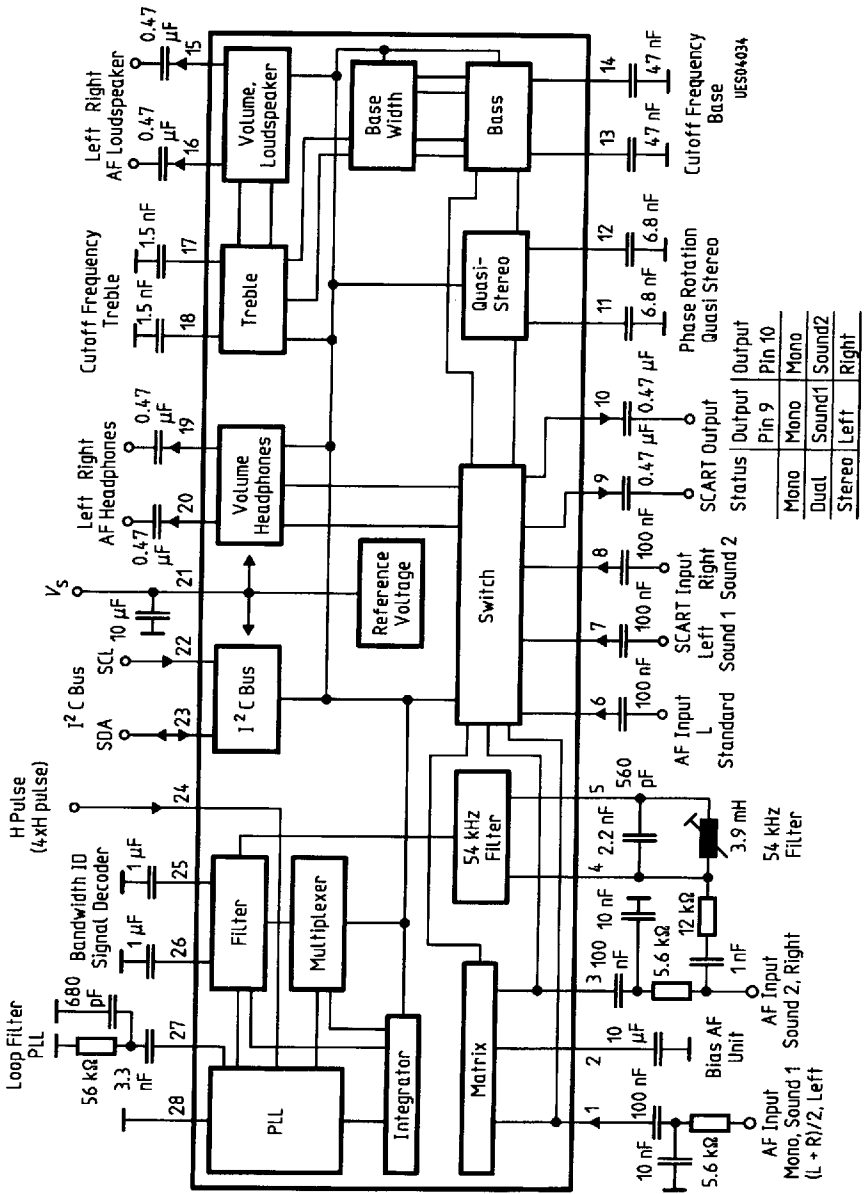 Loop Filter
PLL
680
pF
56 kΩ
3.3
nF
28
27
Bandwidth ID
Signal Decoder
1 µF
1 µF
26
25
H Pulse
(4xH pulse)
24
I² C Bus
SDA
SCL
23
22
Vs
10 µF
21
Left Right
AF Headphones
0.47
µF
0.47
µF
20
19
Cutoff Frequency
Treble
1.5 nF
1.5 nF
18
17
Left Right
AF Loudspeaker
0.47
µF
0.47
µF
16
15
PLL
Filter
Multiplexer
Integrator
I² C Bus
Reference
Voltage
Volume
Headphones
Treble
Volume,
Loudspeaker
Base
Width
Matrix
54 kHz
Filter
Switch
Quasi-
Stereo
Bass
1
100 nF
10 nF
5.6 kΩ
AF Input
Mono, Sound 1
(L + R)/2, Left
2
10
µF
Bias AF
Unit
3
100
nF
10 nF
5.6 kΩ
12 kΩ
1 nF
AF Input
Sound 2, Right
4
5
2.2 nF
560
pF
3.9 mH
54 kHz
Filter
6
100 nF
AF Input
L
Standard
7
100 nF
8
100 nF
SCART Input
Left Right
Sound 1 Sound 2
9
0.47 µF
10
0.47 µF
SCART Output
Status Output Output
Pin 9 Pin 10
Mono Mono Mono
Dual Sound1 Sound2
Stereo Left Right
11
6.8 nF
12
6.8 nF
Phase Rotation
Quasi Stereo
13
47 nF
14
47 nF
Cutoff Frequency
Base
UES04034